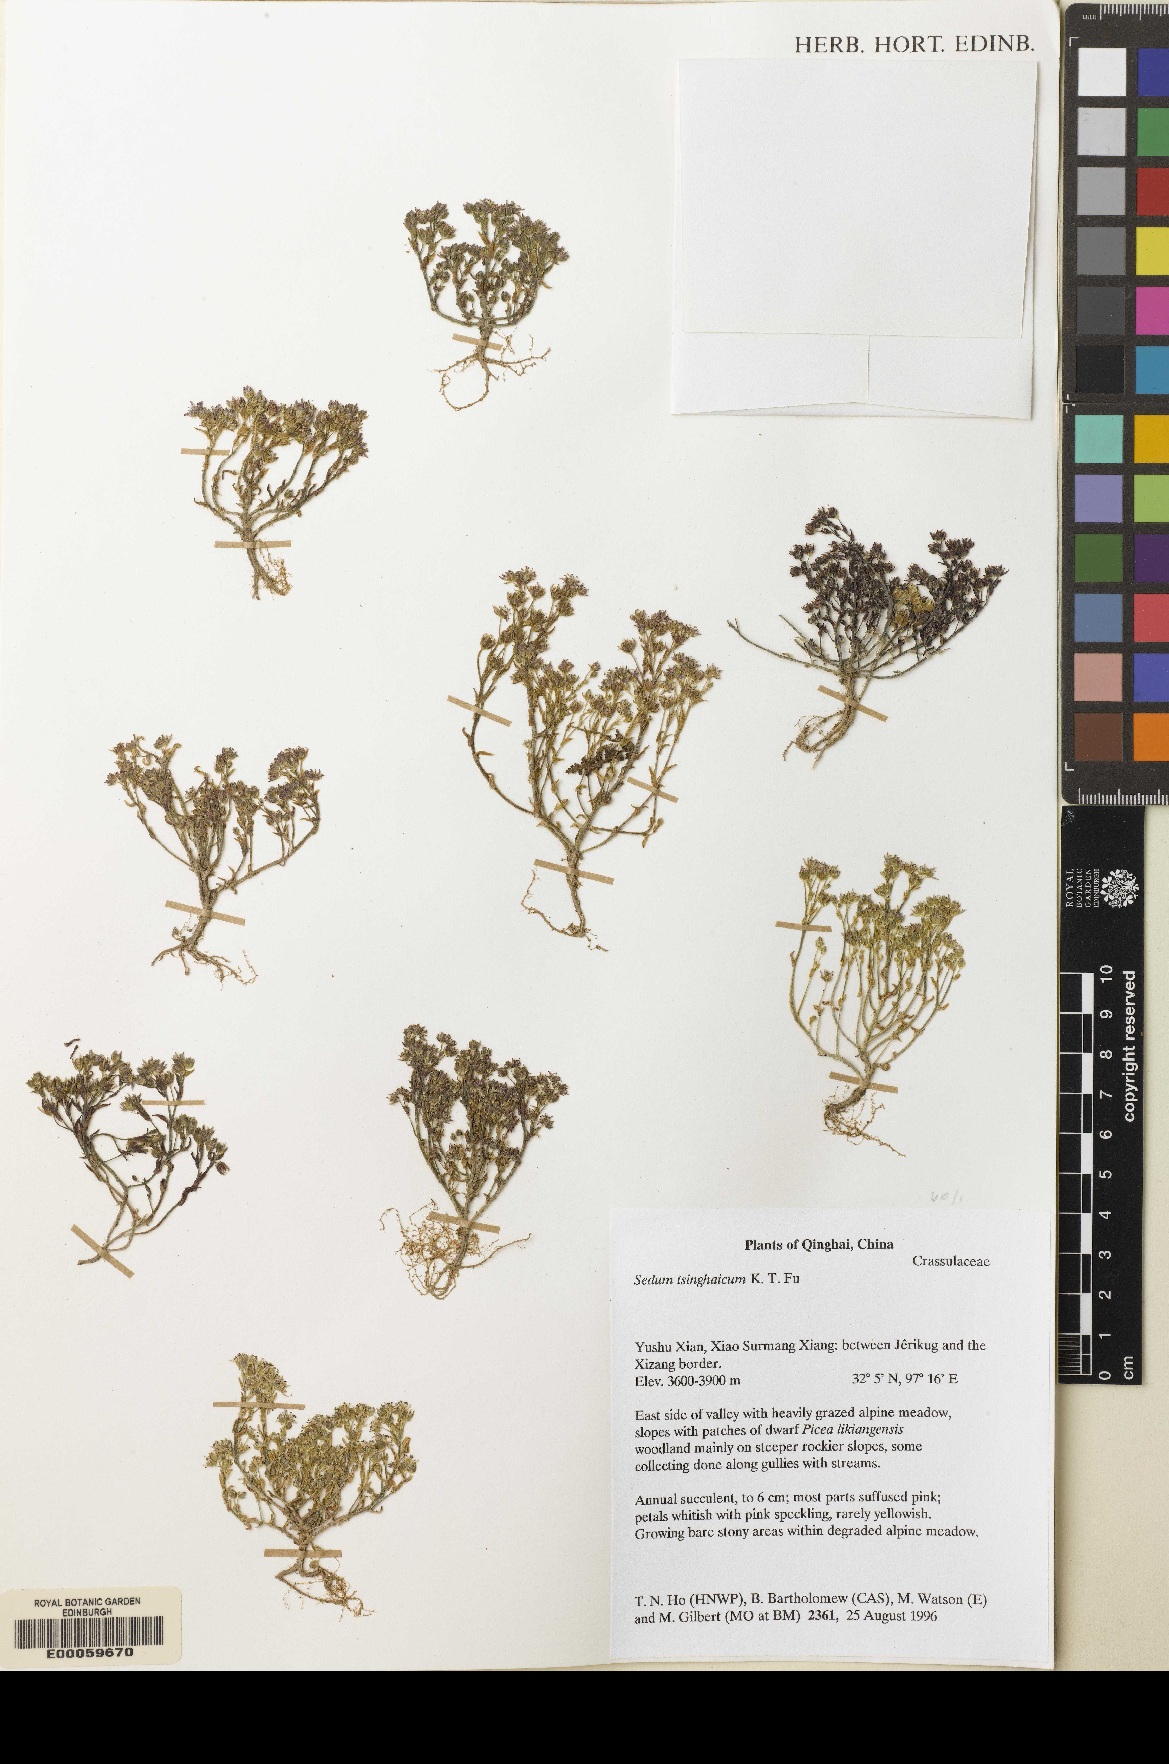 HERB. HORT. EDINB.
ROYAL
BOTANIC
GARDEN
EDINBURGH
10
9
8
7
6
5
4
3
2
1
0
cm
copyright reserved
Plants of Qinghai, China
Crassulaceae
Sedum tsinghaicum K. T. Fu
Yushu Xian, Xiao Surmang Xiang: between Jêrikug and the
Xizang border.
Elev. 3600-3900 m 32° 5' N, 97° 16' E
East side of valley with heavily grazed alpine meadow,
slopes with patches of dwarf Picea likiangensis
woodland mainly on steeper rockier slopes, some
collecting done along gullies with streams.
Annual succulent, to 6 cm; most parts suffused pink;
petals whitish with pink speckling, rarely yellowish.
Growing bare stony areas within degraded alpine meadow.
T. N. Ho (HNWP), B. Bartholomew (CAS), M. Watson (E)
and M. Gilbert (MO at BM) 2361, 25 August 1996
ROYAL BOTANIC GARDEN
EDINBURGH
E00059670